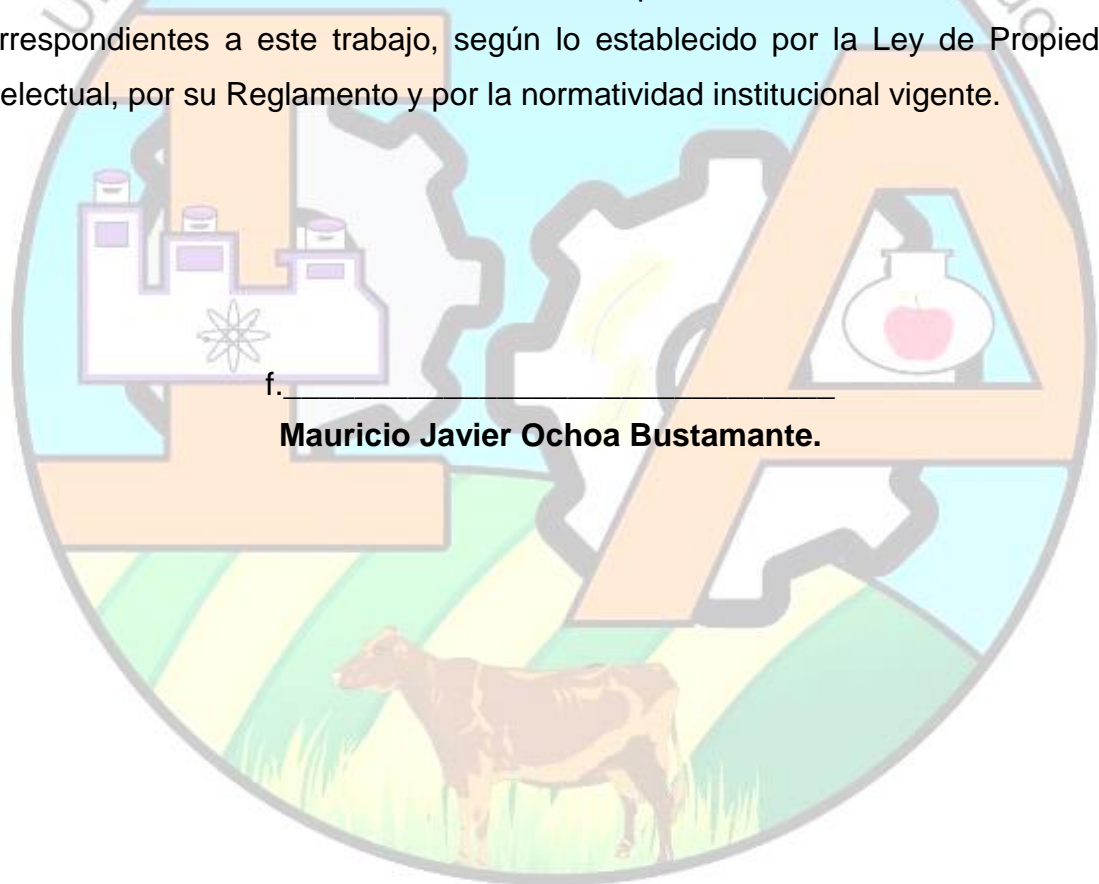 rrespondientes a este trabajo, según lo establecido por la Ley de Propied
electual, por su Reglamento y por la normatividad institucional vigente.
f._______________________________
Mauricio Javier Ochoa Bustamante.